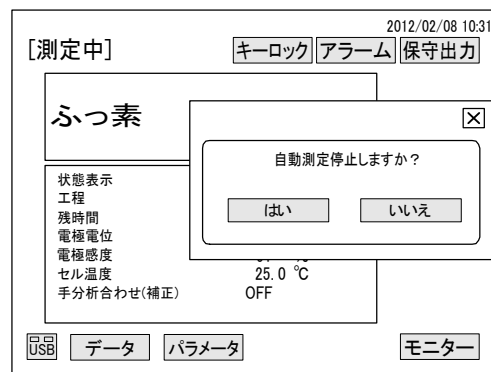 2012/02/08 10:31
[測定中] キーロック アラーム 保守出力
ふっ素
自動測定停止しますか？
はい いいえ
状態表示
工程
残時間
電極電位
電極感度
セル温度 25.0 ℃
手分析合わせ(補正) OFF
USB データ パラメータ モニター